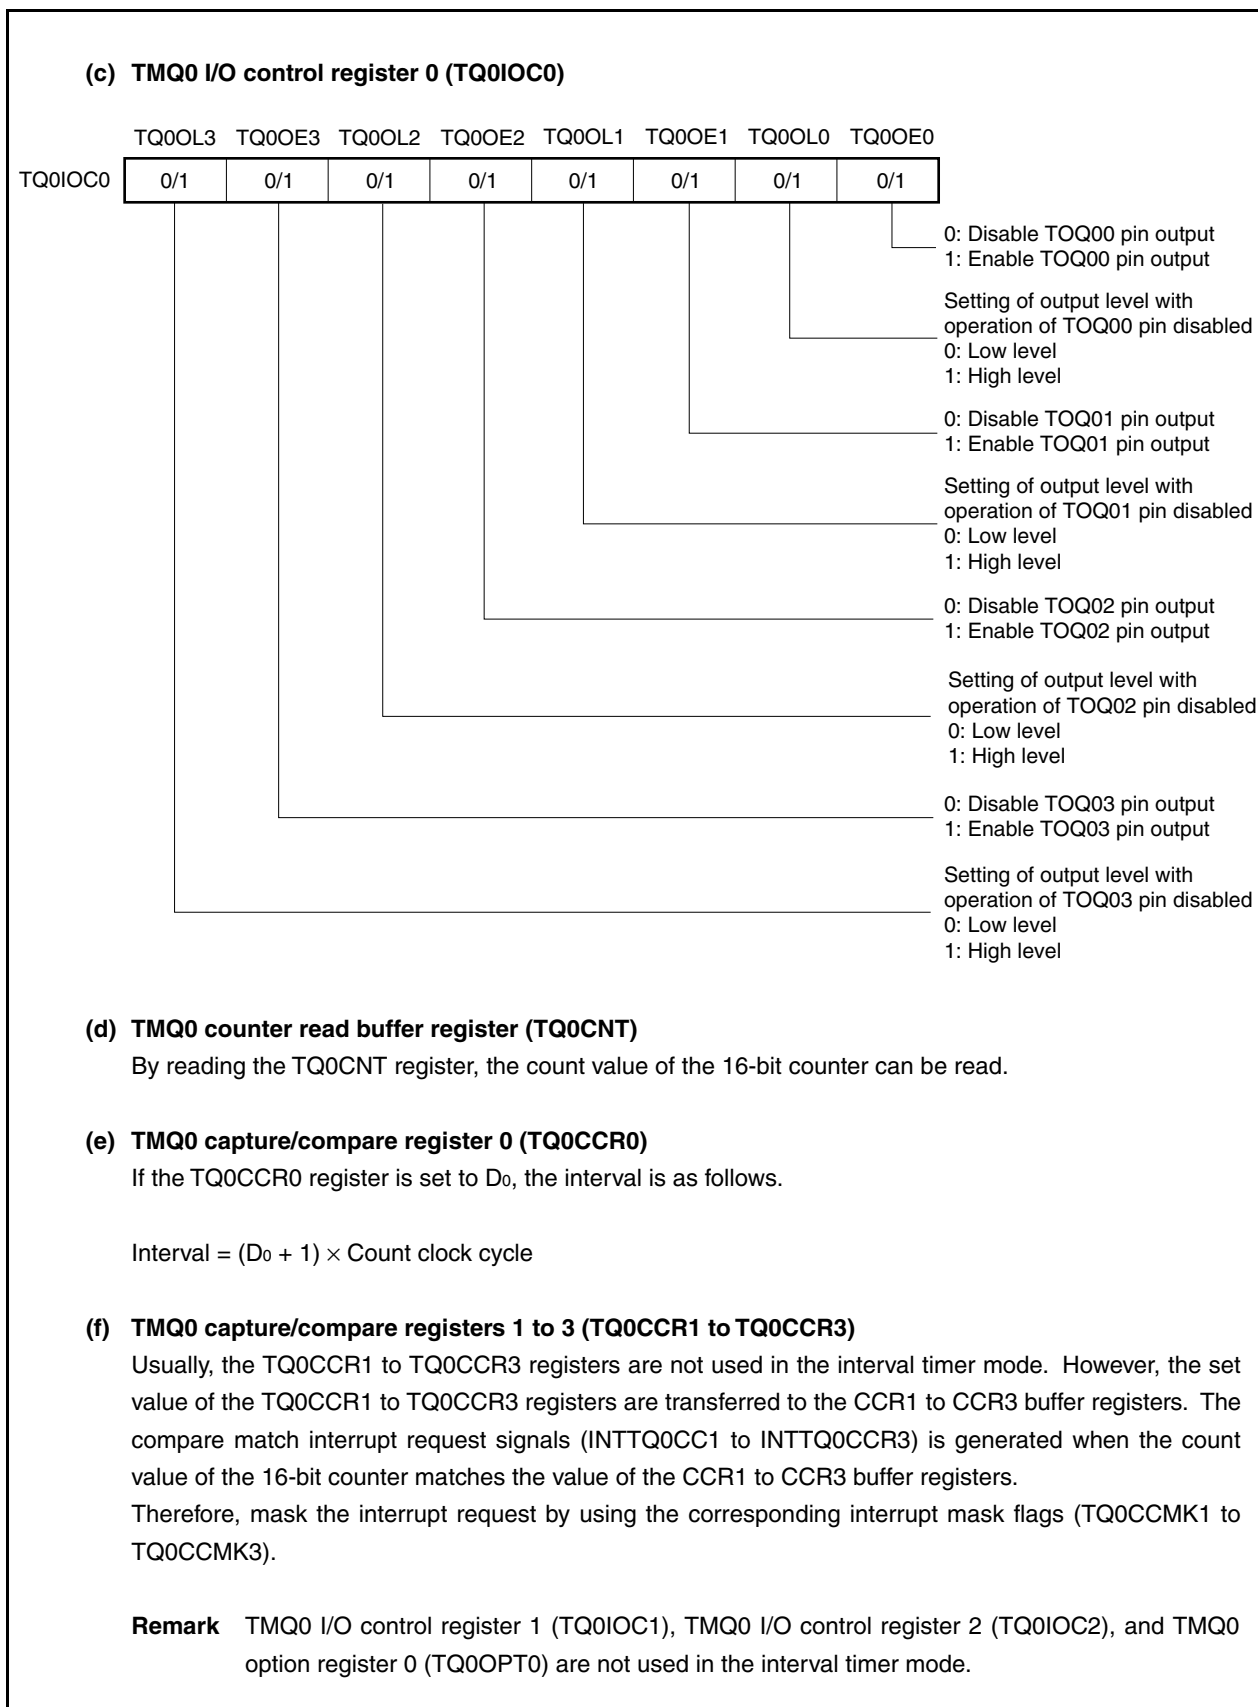 (c) TMQ0 I/O control register 0 (TQ0IOC0)
TQ0OL3 TQ0OE3 TQ0OL2 TQ0OE2 TQ0OL1 TQ0OE1 TQ0OL0 TQ0OE0
TQ0IOC0 0/1 0/1 0/1 0/1 0/1 0/1 0/1 0/1
0: Disable TOQ00 pin output
1: Enable TOQ00 pin output
Setting of output level with
operation of TOQ00 pin disabled
0: Low level
1: High level
0: Disable TOQ01 pin output
1: Enable TOQ01 pin output
Setting of output level with
operation of TOQ01 pin disabled
0: Low level
1: High level
0: Disable TOQ02 pin output
1: Enable TOQ02 pin output
Setting of output level with
operation of TOQ02 pin disabled
0: Low level
1: High level
0: Disable TOQ03 pin output
1: Enable TOQ03 pin output
Setting of output level with
operation of TOQ03 pin disabled
0: Low level
1: High level
(d) TMQ0 counter read buffer register (TQ0CNT)
By reading the TQ0CNT register, the count value of the 16-bit counter can be read.
(e) TMQ0 capture/compare register 0 (TQ0CCR0)
If the TQ0CCR0 register is set to D0, the interval is as follows.
Interval = (D0 + 1) × Count clock cycle
(f) TMQ0 capture/compare registers 1 to 3 (TQ0CCR1 to TQ0CCR3)
Usually, the TQ0CCR1 to TQ0CCR3 registers are not used in the interval timer mode. However, the set
value of the TQ0CCR1 to TQ0CCR3 registers are transferred to the CCR1 to CCR3 buffer registers. The
compare match interrupt request signals (INTTQ0CC1 to INTTQ0CCR3) is generated when the count
value of the 16-bit counter matches the value of the CCR1 to CCR3 buffer registers.
Therefore, mask the interrupt request by using the corresponding interrupt mask flags (TQ0CCMK1 to
TQ0CCMK3).
Remark TMQ0 I/O control register 1 (TQ0IOC1), TMQ0 I/O control register 2 (TQ0IOC2), and TMQ0
option register 0 (TQ0OPT0) are not used in the interval timer mode.